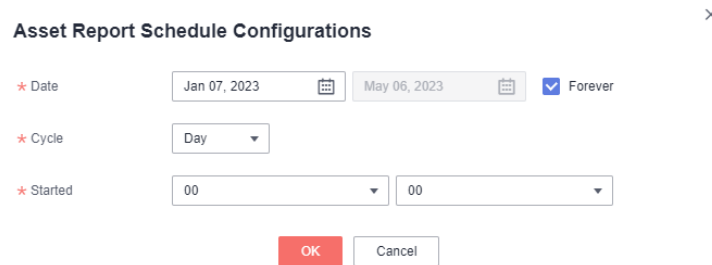 Asset Report Schedule Configurations
* Date Jan 07, 2023 May 06, 2023 Forever
* Cycle Day
* Started 00 00
OK Cancel